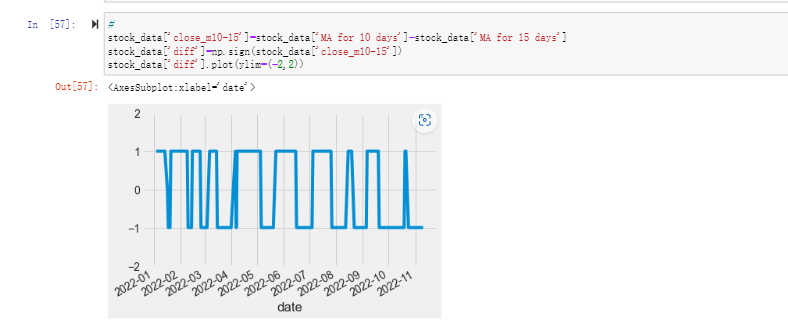 In [57]:
#
stock_data['close_m10-15']=stock_data['MA for 10 days']-stock_data['MA for 15 days']
stock_data['diff']=np.sign(stock_data['close_m10-15'])
stock_data['diff'].plot(ylim=(-2,2))
Out[57]: <AxesSubplot:xlabel='date'>
2
1
0
−1
−2
2022-01 2022-02 2022-03 2022-04 2022-05 2022-06 2022-07 2022-08 2022-09 2022-10 2022-11
date